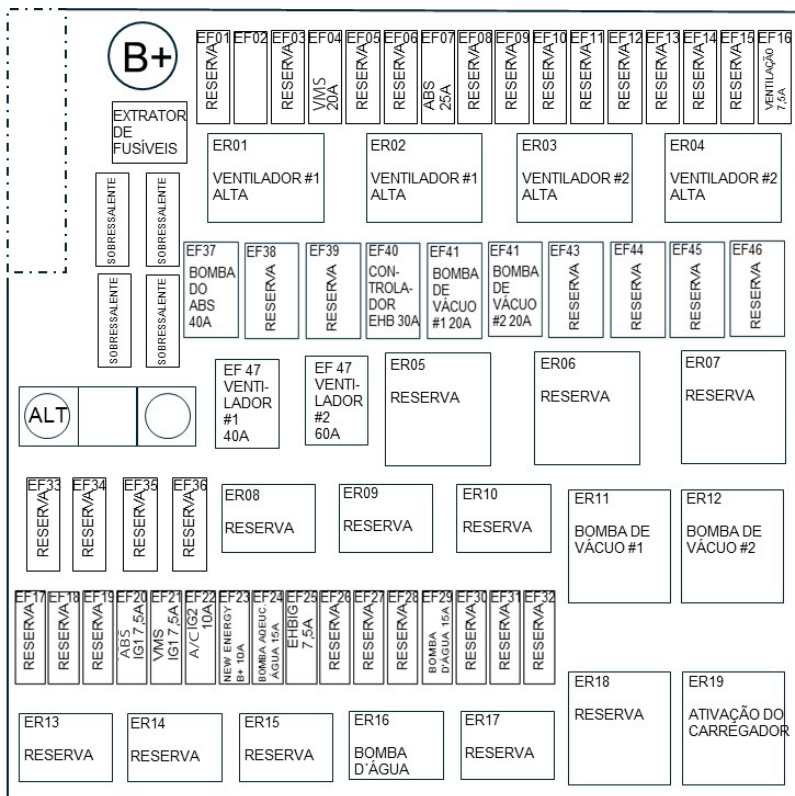 B+
EXTRATOR
DE
FUSÍVEIS
EF01
RESERVA
EF02
EF03
RESERVA
EF04
VMS
20A
EF05
RESERVA
EF06
RESERVA
EF07
ABS
25A
EF08
RESERVA
EF09
RESERVA
EF10
RESERVA
EF11
RESERVA
EF12
RESERVA
EF13
RESERVA
EF14
RESERVA
EF15
RESERVA
EF16
VENTILAÇÃO
7,5A
ER01
VENTILADOR #1
ALTA
ER02
VENTILADOR #1
ALTA
ER03
VENTILADOR #2
ALTA
ER04
VENTILADOR #2
ALTA
SOBRESSALENTE
SOBRESSALENTE
SOBRESSALENTE
SOBRESSALENTE
EF37
BOMBA
DO
ABS
40A
EF38
RESERVA
EF39
RESERVA
EF40
CON-
TROLA-
DOR
EHB 30A
EF41
BOMBA
DE
VÁCUO
#1 20A
EF41
BOMBA
DE
VÁCUO
#2 20A
EF43
RESERVA
EF44
RESERVA
EF45
RESERVA
EF46
RESERVA
ALT
EF 47
VENTI-
LADOR
#1
40A
EF 47
VENTI-
LADOR
#2
60A
ER05
RESERVA
ER06
RESERVA
ER07
RESERVA
EF33
RESERVA
EF34
RESERVA
EF35
RESERVA
EF36
RESERVA
ER08
RESERVA
ER09
RESERVA
ER10
RESERVA
ER11
BOMBA DE
VÁCUO #1
ER12
BOMBA DE
VÁCUO #2
EF17
RESERVA
EF18
RESERVA
EF19
RESERVA
EF20
ABS
IG1 7,5A
EF21
VMS
IG1 7,5A
EF22
A/C IG2
10A
EF23
NEW ENERGY
B+ 10A
EF24
BOMBA AQEUC.
ÁGUA 15A
EF25
EHBIG1
7,5A
EF26
RESERVA
EF27
RESERVA
EF28
RESERVA
EF29
BOMBA
D'ÁGUA 15A
EF30
RESERVA
EF31
RESERVA
EF32
RESERVA
ER13
RESERVA
ER14
RESERVA
ER15
RESERVA
ER16
BOMBA
D´ÁGUA
ER17
RESERVA
ER18
RESERVA
ER19
ATIVAÇÃO DO
CARREGADOR